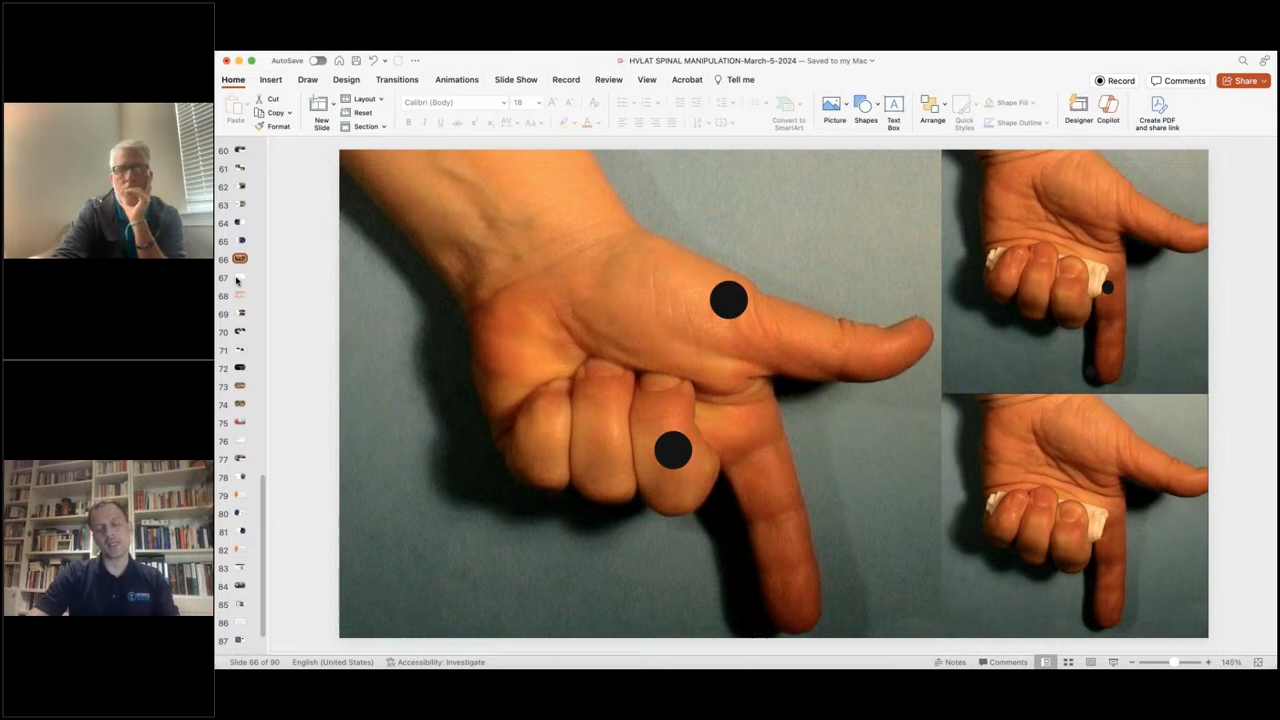 AutoSave
HVLAT SPINAL MANIPULATION-March-5-2024 — Saved to my Mac
Home Insert Draw Design Transitions Animations Slide Show Record Review View Acrobat Tell me
Record Comments Share
Paste
Cut
Copy
Format
New Slide
Layout
Reset
Section
Calibri (Body) 18
Convert to SmartArt
Picture Shapes Text Box
Arrange Quick Styles
Shape Fill
Shape Outline
Designer Copilot
Create PDF and share link
60
61
62
63
64
65
66
67
68
69
70
71
72
73
74
75
76
77
78
79
80
81
82
83
84
85
86
87
Slide 66 of 90 English (United States) Accessibility: Investigate Notes Comments 145%